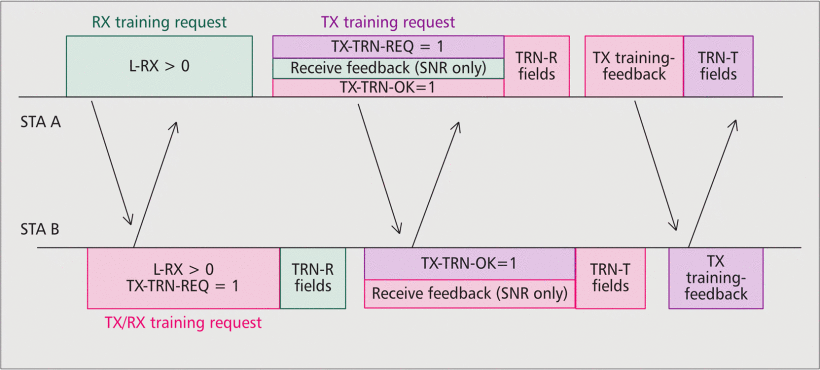 RX training request
TX training request
L-RX > 0
TX-TRN-REQ = 1
Receive feedback (SNR only)
TX-TRN-OK=1
TRN-R
fields
TX training-
feedback
TRN-T
fields
STA A
STA B
L-RX > 0
TX-TRN-REQ = 1
TRN-R
fields
TX-TRN-OK=1
Receive feedback (SNR only)
TRN-T
fields
TX
training-
feedback
TX/RX training request